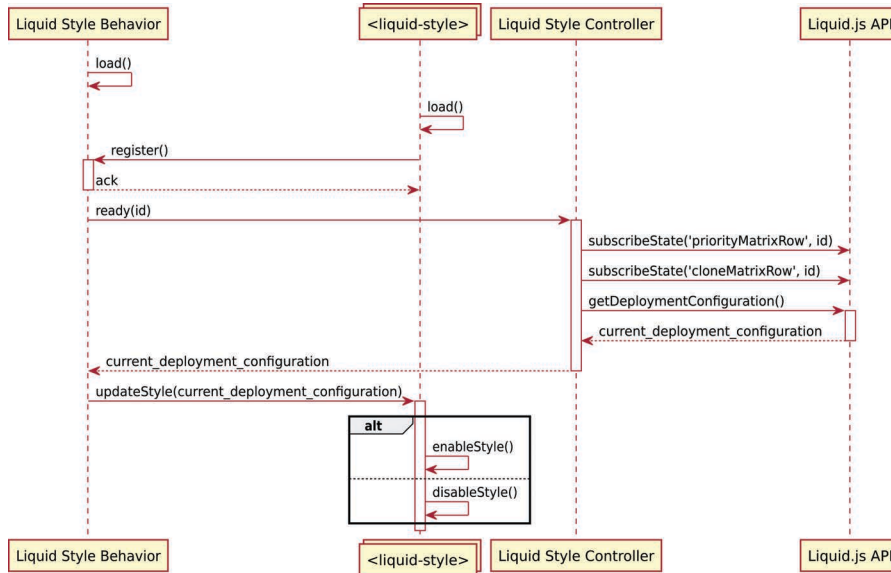 Liquid Style Behavior
<liquid-style>
Liquid Style Controller
Liquid.js API
load()
load()
register()
ack
ready(id)
subscribeState('priorityMatrixRow', id)
subscribeState('cloneMatrixRow', id)
getDeploymentConfiguration()
current_deployment_configuration
current_deployment_configuration
updateStyle(current_deployment_configuration)
alt
enableStyle()
disableStyle()
Liquid Style Behavior
<liquid-style>
Liquid Style Controller
Liquid.js API